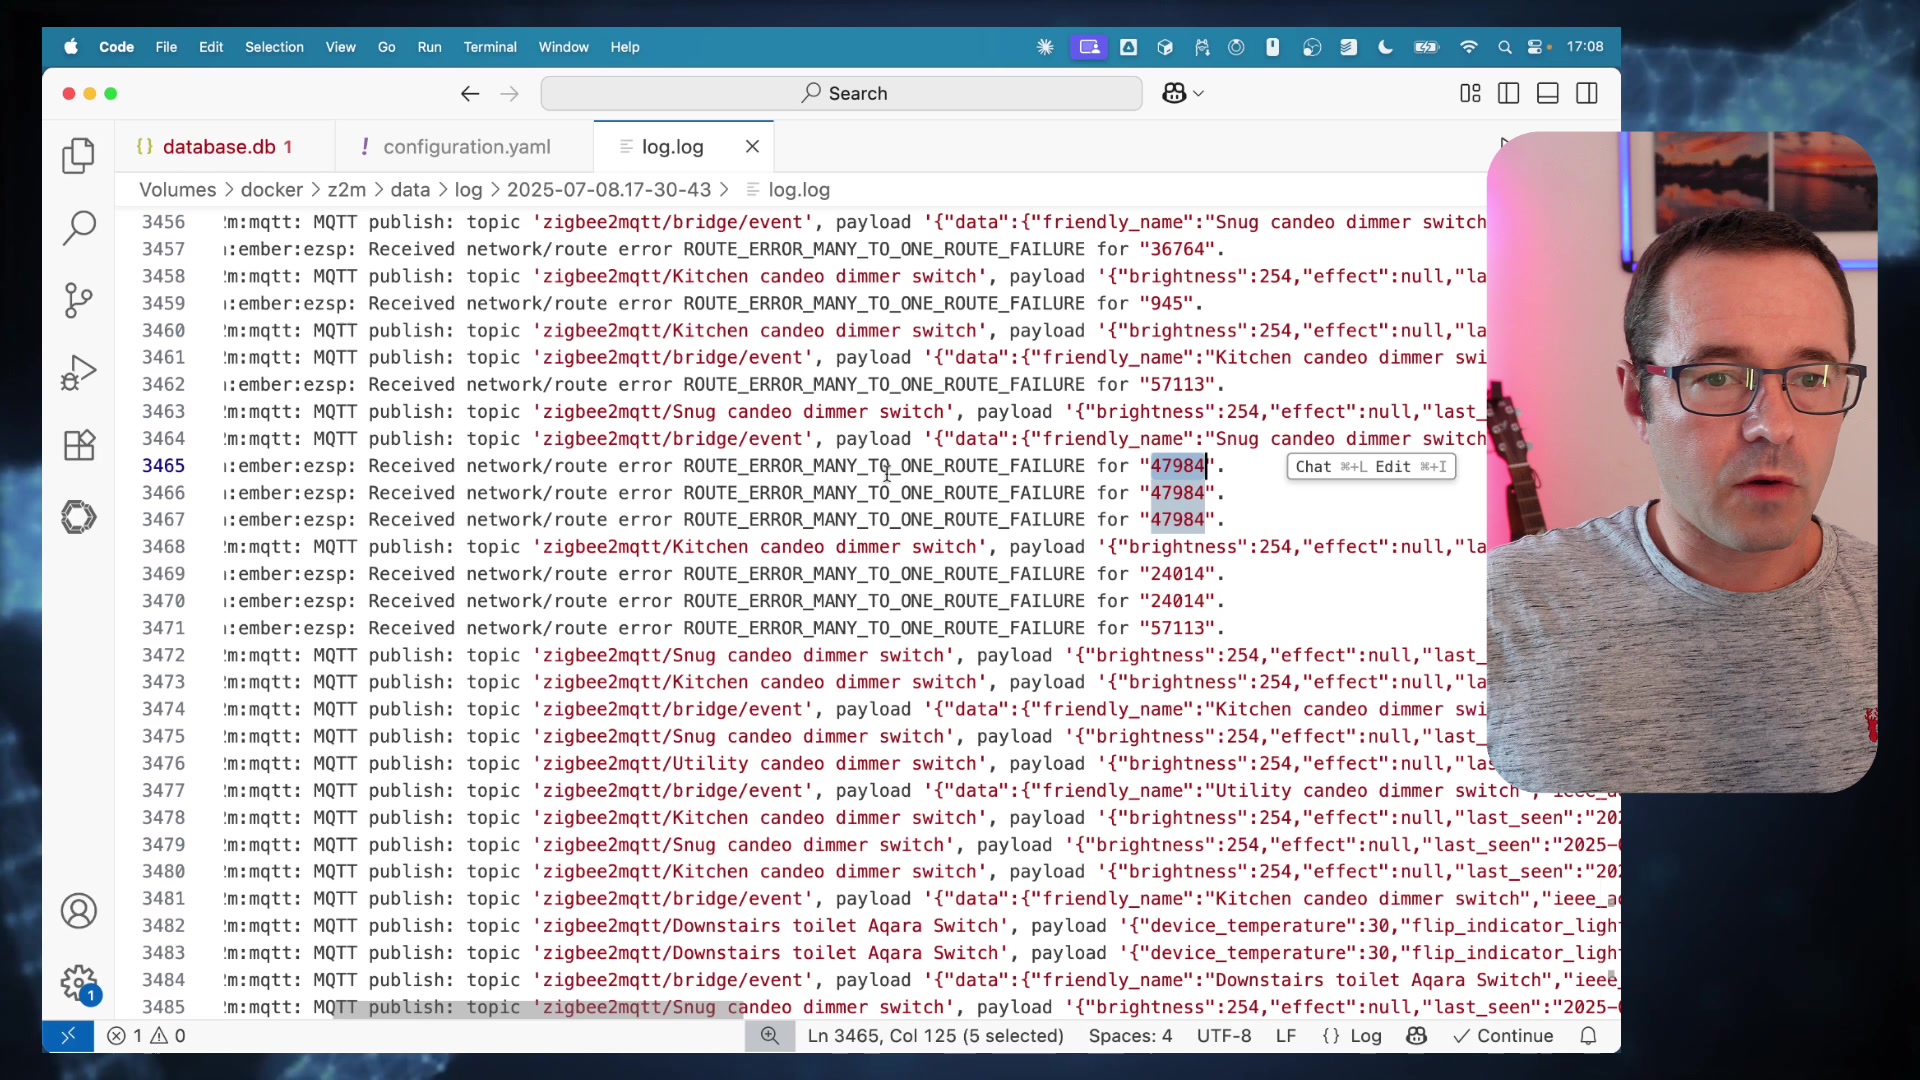 Code File Edit Selection View Go Run Terminal Window Help 17:08
Search
{} database.db 1 ! configuration.yaml log.log
Volumes > docker > z2m > data > log > 2025-07-08.17-30-43 > log.log
3456 m:mqtt: MQTT publish: topic 'zigbee2mqtt/bridge/event', payload '{"data":{"friendly_name":"Snug candeo dimmer switch
3457 :ember:ezsp: Received network/route error ROUTE_ERROR_MANY_TO_ONE_ROUTE_FAILURE for "36764".
3458 m:mqtt: MQTT publish: topic 'zigbee2mqtt/Kitchen candeo dimmer switch', payload '{"brightness":254,"effect":null,"la
3459 :ember:ezsp: Received network/route error ROUTE_ERROR_MANY_TO_ONE_ROUTE_FAILURE for "945".
3460 m:mqtt: MQTT publish: topic 'zigbee2mqtt/Kitchen candeo dimmer switch', payload '{"brightness":254,"effect":null,"la
3461 m:mqtt: MQTT publish: topic 'zigbee2mqtt/bridge/event', payload '{"data":{"friendly_name":"Kitchen candeo dimmer swi
3462 :ember:ezsp: Received network/route error ROUTE_ERROR_MANY_TO_ONE_ROUTE_FAILURE for "57113".
3463 m:mqtt: MQTT publish: topic 'zigbee2mqtt/Snug candeo dimmer switch', payload '{"brightness":254,"effect":null,"last_
3464 m:mqtt: MQTT publish: topic 'zigbee2mqtt/bridge/event', payload '{"data":{"friendly_name":"Snug candeo dimmer switch
3465 :ember:ezsp: Received network/route error ROUTE_ERROR_MANY_TO_ONE_ROUTE_FAILURE for "47984". Chat ⌘+L Edit ⌘+I
3466 :ember:ezsp: Received network/route error ROUTE_ERROR_MANY_TO_ONE_ROUTE_FAILURE for "47984".
3467 :ember:ezsp: Received network/route error ROUTE_ERROR_MANY_TO_ONE_ROUTE_FAILURE for "47984".
3468 m:mqtt: MQTT publish: topic 'zigbee2mqtt/Kitchen candeo dimmer switch', payload '{"brightness":254,"effect":null,"la
3469 :ember:ezsp: Received network/route error ROUTE_ERROR_MANY_TO_ONE_ROUTE_FAILURE for "24014".
3470 :ember:ezsp: Received network/route error ROUTE_ERROR_MANY_TO_ONE_ROUTE_FAILURE for "24014".
3471 :ember:ezsp: Received network/route error ROUTE_ERROR_MANY_TO_ONE_ROUTE_FAILURE for "57113".
3472 m:mqtt: MQTT publish: topic 'zigbee2mqtt/Snug candeo dimmer switch', payload '{"brightness":254,"effect":null,"last_
3473 m:mqtt: MQTT publish: topic 'zigbee2mqtt/Kitchen candeo dimmer switch', payload '{"brightness":254,"effect":null,"la
3474 m:mqtt: MQTT publish: topic 'zigbee2mqtt/bridge/event', payload '{"data":{"friendly_name":"Kitchen candeo dimmer swi
3475 m:mqtt: MQTT publish: topic 'zigbee2mqtt/Snug candeo dimmer switch', payload '{"brightness":254,"effect":null,"last_
3476 m:mqtt: MQTT publish: topic 'zigbee2mqtt/Utility candeo dimmer switch', payload '{"brightness":254,"effect":null,"la
3477 m:mqtt: MQTT publish: topic 'zigbee2mqtt/bridge/event', payload '{"data":{"friendly_name":"Utility candeo dimmer switch","ieee_a
3478 m:mqtt: MQTT publish: topic 'zigbee2mqtt/Kitchen candeo dimmer switch', payload '{"brightness":254,"effect":null,"last_seen":"202
3479 m:mqtt: MQTT publish: topic 'zigbee2mqtt/Snug candeo dimmer switch', payload '{"brightness":254,"effect":null,"last_seen":"2025-
3480 m:mqtt: MQTT publish: topic 'zigbee2mqtt/Kitchen candeo dimmer switch', payload '{"brightness":254,"effect":null,"last_seen":"202
3481 m:mqtt: MQTT publish: topic 'zigbee2mqtt/bridge/event', payload '{"data":{"friendly_name":"Kitchen candeo dimmer switch","ieee_a
3482 m:mqtt: MQTT publish: topic 'zigbee2mqtt/Downstairs toilet Aqara Switch', payload '{"device_temperature":30,"flip_indicator_ligh
3483 m:mqtt: MQTT publish: topic 'zigbee2mqtt/Downstairs toilet Aqara Switch', payload '{"device_temperature":30,"flip_indicator_ligh
3484 m:mqtt: MQTT publish: topic 'zigbee2mqtt/bridge/event', payload '{"data":{"friendly_name":"Downstairs toilet Aqara Switch","ieee_
3485 m:mqtt: MQTT publish: topic 'zigbee2mqtt/Snug candeo dimmer switch', payload '{"brightness":254,"effect":null,"last_seen":"2025-
1
1 0 Ln 3465, Col 125 (5 selected) Spaces: 4 UTF-8 LF {} Log Continue